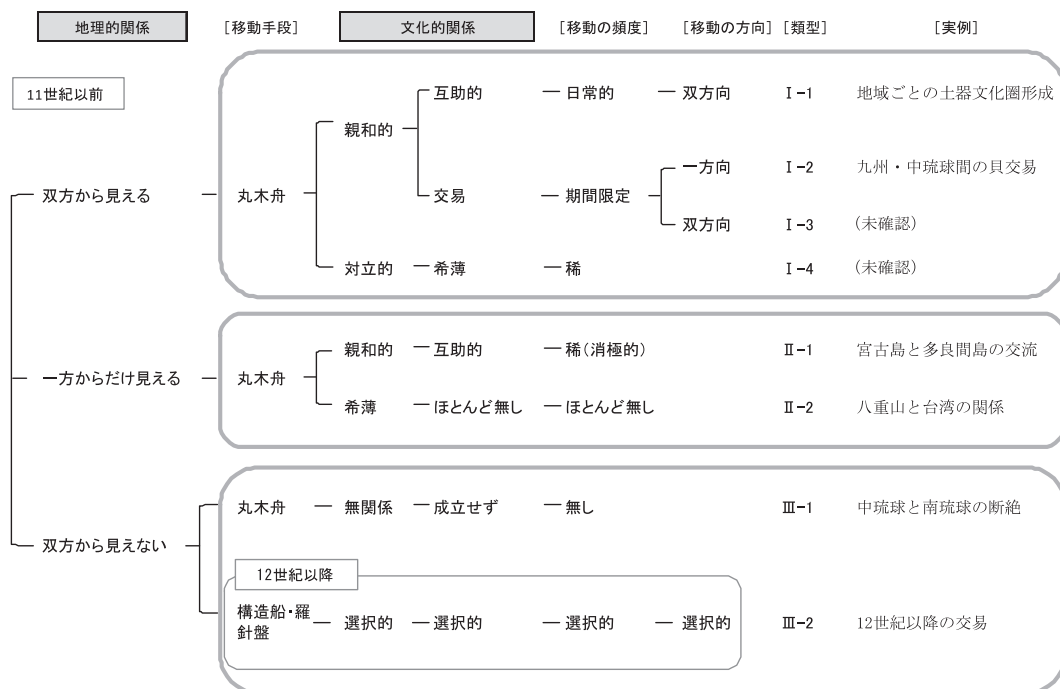 地理的関係 [移動手段] 文化的関係 [移動の頻度] [移動の方向] [類型] [実例]
11世紀以前
互助的 日常的 双方向 Ⅰ-1 地域ごとの土器文化圏形成
親和的
一方向 Ⅰ-2 九州・中琉球間の貝交易
双方から見える 丸木舟 交易 期間限定
双方向 Ⅰ-3 (未確認)
対立的 希薄 稀 Ⅰ-4 (未確認)
親和的 互助的 稀(消極的) Ⅱ-1 宮古島と多良間島の交流
一方からだけ見える 丸木舟
希薄 ほとんど無し ほとんど無し Ⅱ-2 八重山と台湾の関係
丸木舟 無関係 成立せず 無し Ⅲ-1 中琉球と南琉球の断絶
双方から見えない
12世紀以降
構造船・羅
針盤 選択的 選択的 選択的 選択的 Ⅲ-2 12世紀以降の交易